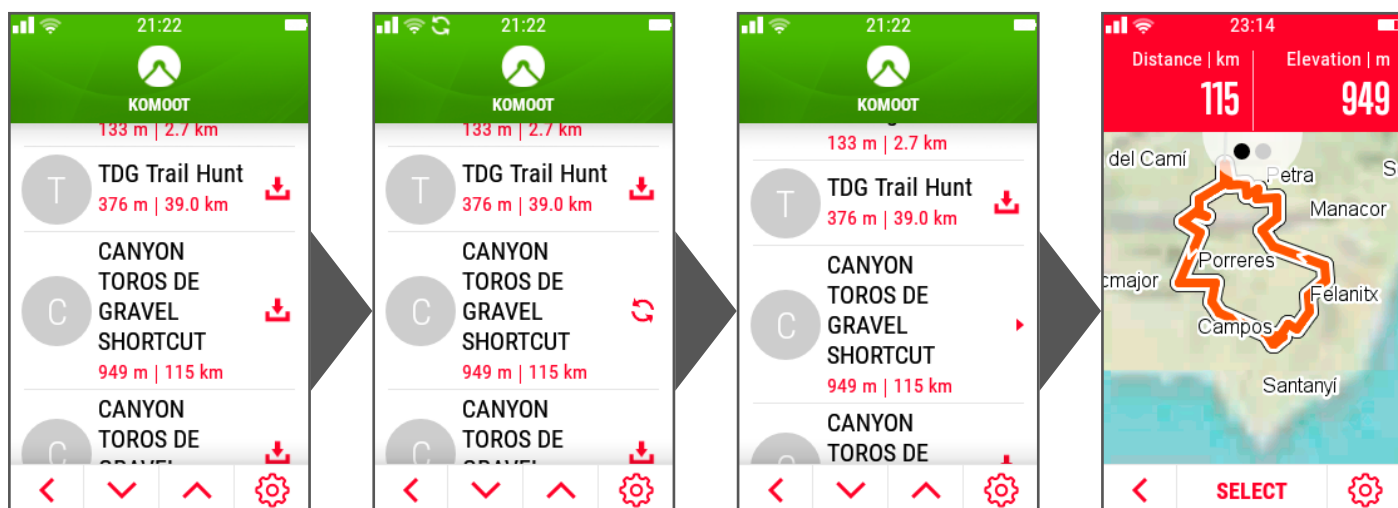 21:22
KOMOOT
133 m | 2.7 km
T
TDG Trail Hunt
376 m | 39.0 km
C
CANYON
TOROS DE
GRAVEL
SHORTCUT
949 m | 115 km
C
CANYON
TOROS DE
GRAVEL
21:22
KOMOOT
133 m | 2.7 km
T
TDG Trail Hunt
376 m | 39.0 km
C
CANYON
TOROS DE
GRAVEL
SHORTCUT
949 m | 115 km
C
CANYON
TOROS DE
GRAVEL
21:22
KOMOOT
133 m | 2.7 km
T
TDG Trail Hunt
376 m | 39.0 km
C
CANYON
TOROS DE
GRAVEL
SHORTCUT
949 m | 115 km
CANYON
TOROS DE
23:14
Distance | km
Elevation | m
115
949
del Camí
Petra
S
Manacor
Porreres
cmajor
Felanitx
Campos
Santanyí
SELECT